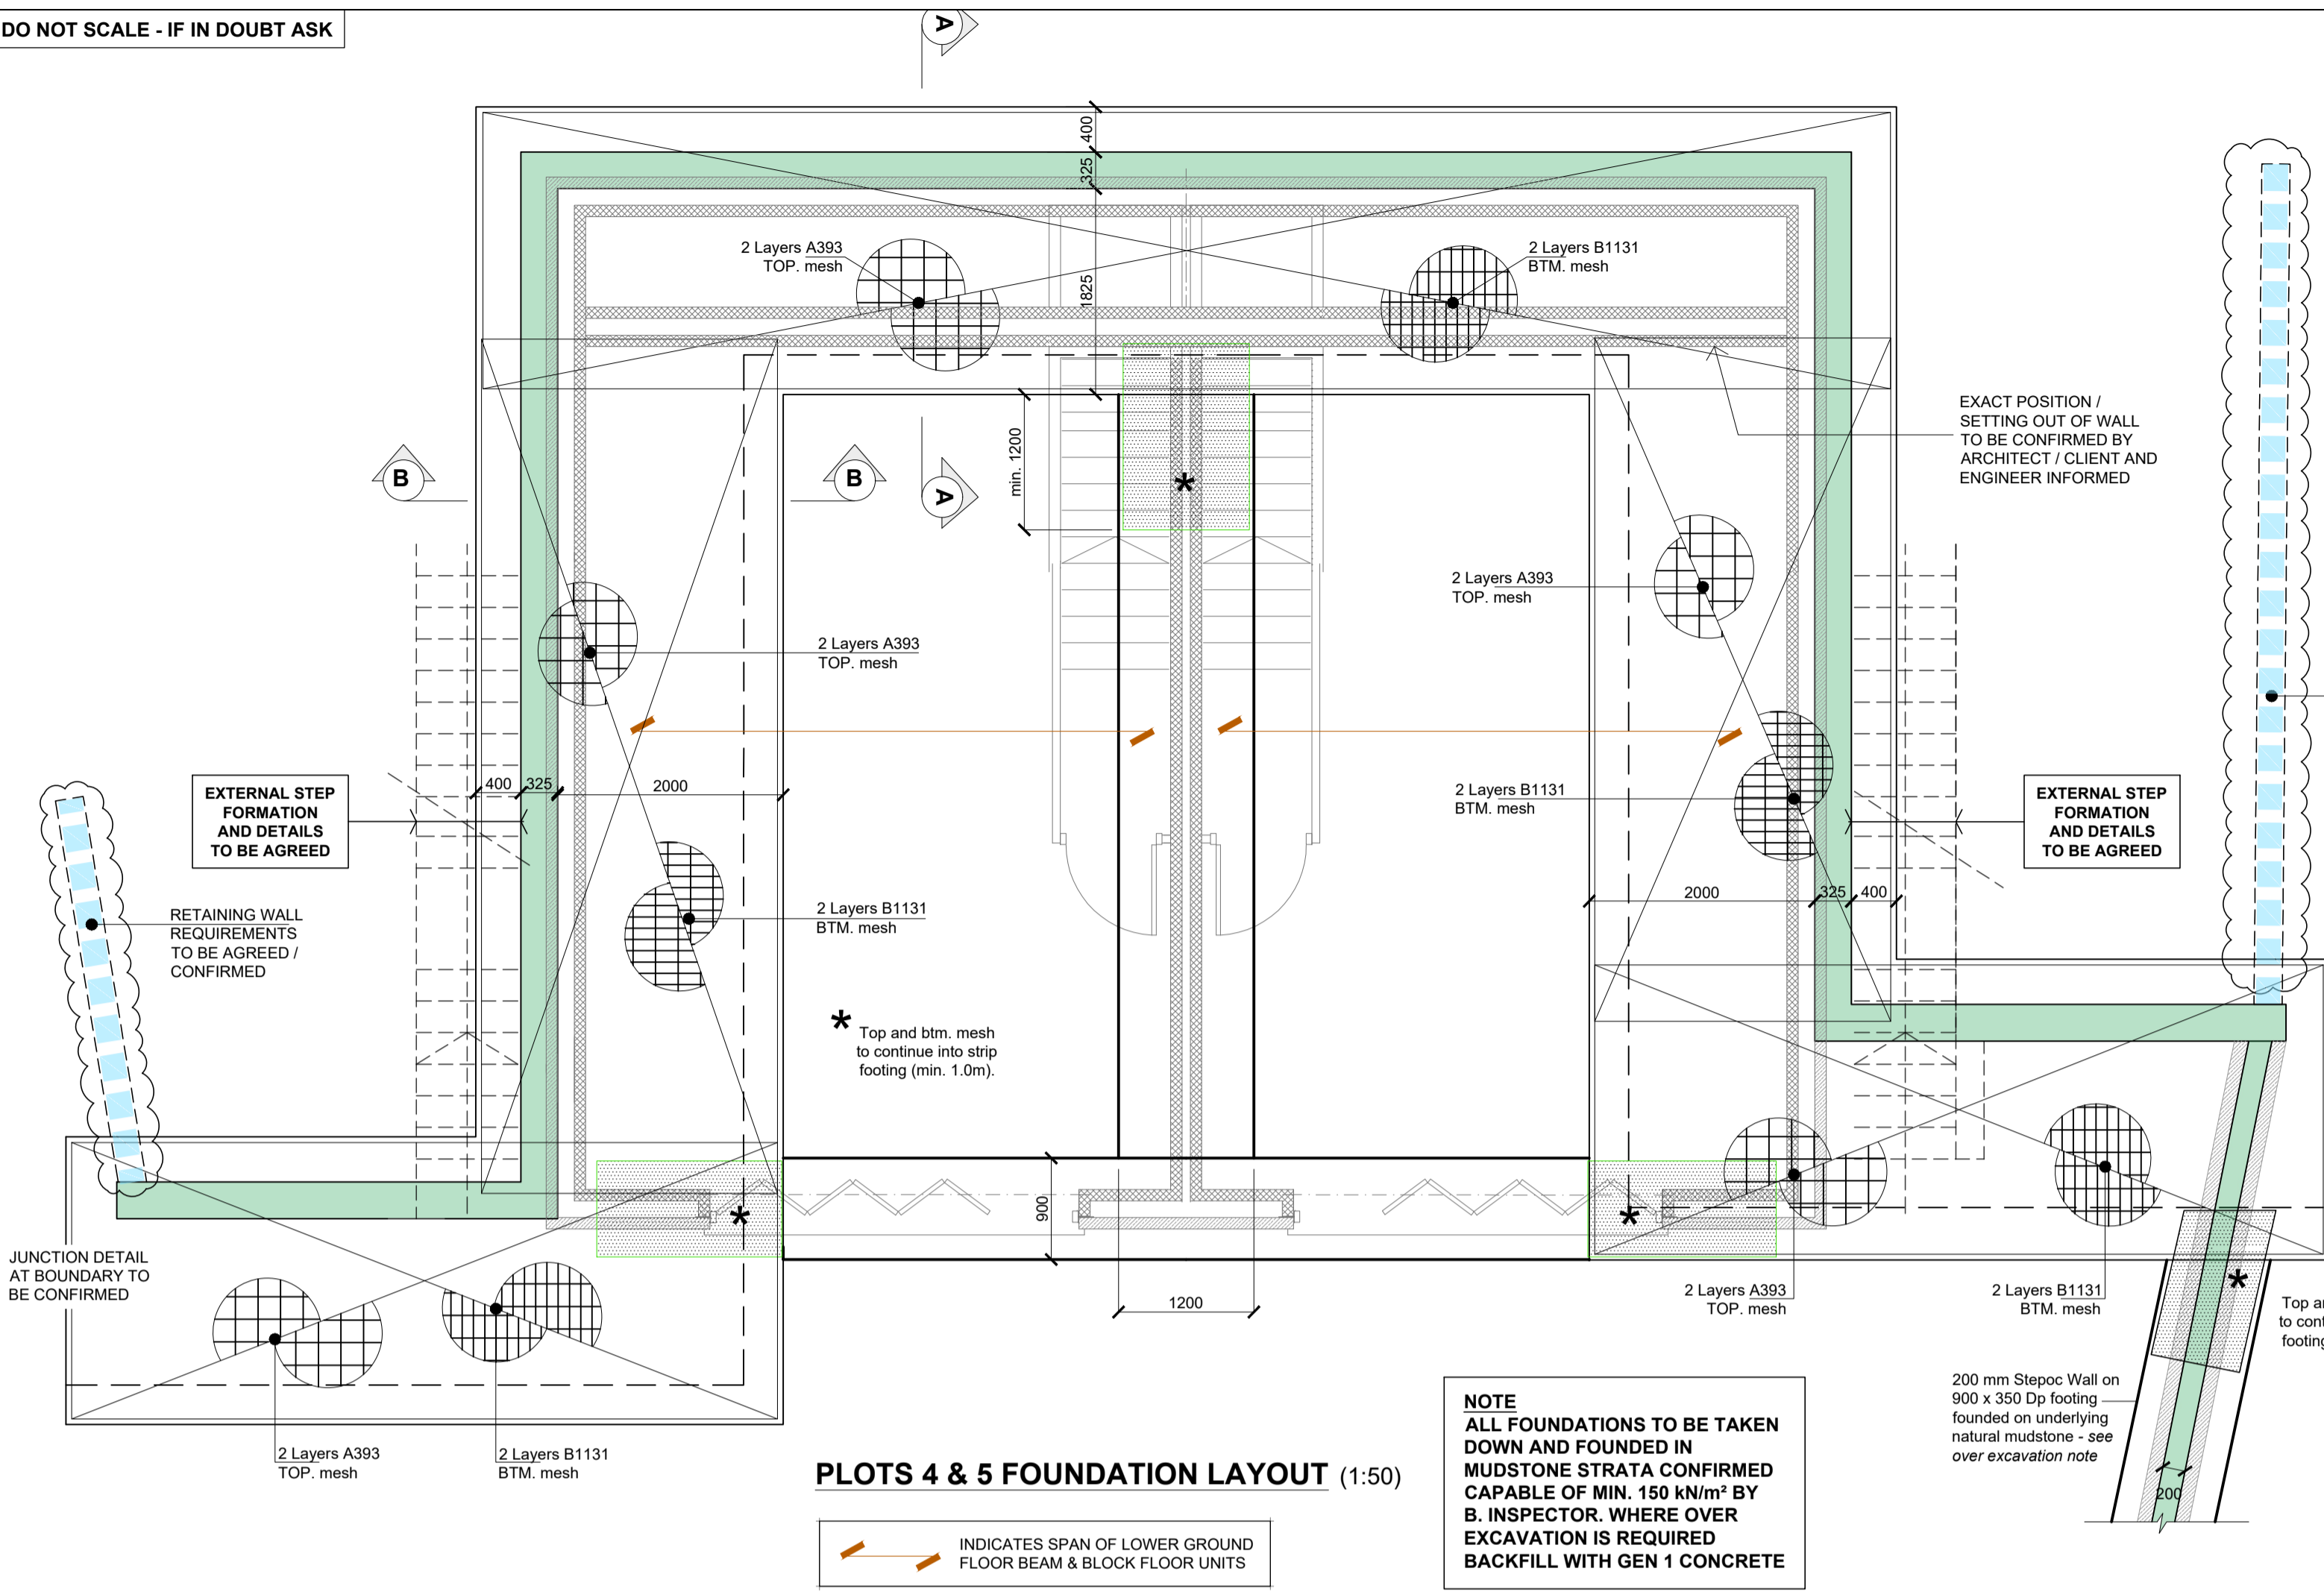 DO NOT SCALE - IF IN DOUBT ASK
A
400
325
2 Layers A393
TOP. mesh
1825
2 Layers B1131
BTM. mesh
min. 1200
B
B
A
*
EXACT POSITION /
SETTING OUT OF WALL
TO BE CONFIRMED BY
ARCHITECT / CLIENT AND
ENGINEER INFORMED
2 Layers A393
TOP. mesh
2 Layers A393
TOP. mesh
400
325
2000
2 Layers B1131
BTM. mesh
EXTERNAL STEP
FORMATION
AND DETAILS
TO BE AGREED
EXTERNAL STEP
FORMATION
AND DETAILS
TO BE AGREED
2000
325
400
RETAINING WALL
REQUIREMENTS
TO BE AGREED /
CONFIRMED
2 Layers B1131
BTM. mesh
* Top and btm. mesh
to continue into strip
footing (min. 1.0m).
900
*
*
JUNCTION DETAIL
AT BOUNDARY TO
BE CONFIRMED
1200
2 Layers A393
TOP. mesh
2 Layers B1131
BTM. mesh
*
Top
to
200 mm Stepoc Wall on
900 x 350 Dp footing
founded on underlying
natural mudstone - see
over excavation note
200
2 Layers A393
TOP. mesh
2 Layers B1131
BTM. mesh
PLOTS 4 & 5 FOUNDATION LAYOUT (1:50)
INDICATES SPAN OF LOWER GROUND
FLOOR BEAM & BLOCK FLOOR UNITS
NOTE
ALL FOUNDATIONS TO BE TAKEN
DOWN AND FOUNDED IN
MUDSTONE STRATA CONFIRMED
CAPABLE OF MIN. 150 kN/m² BY
B. INSPECTOR. WHERE OVER
EXCAVATION IS REQUIRED
BACKFILL WITH GEN 1 CONCRETE